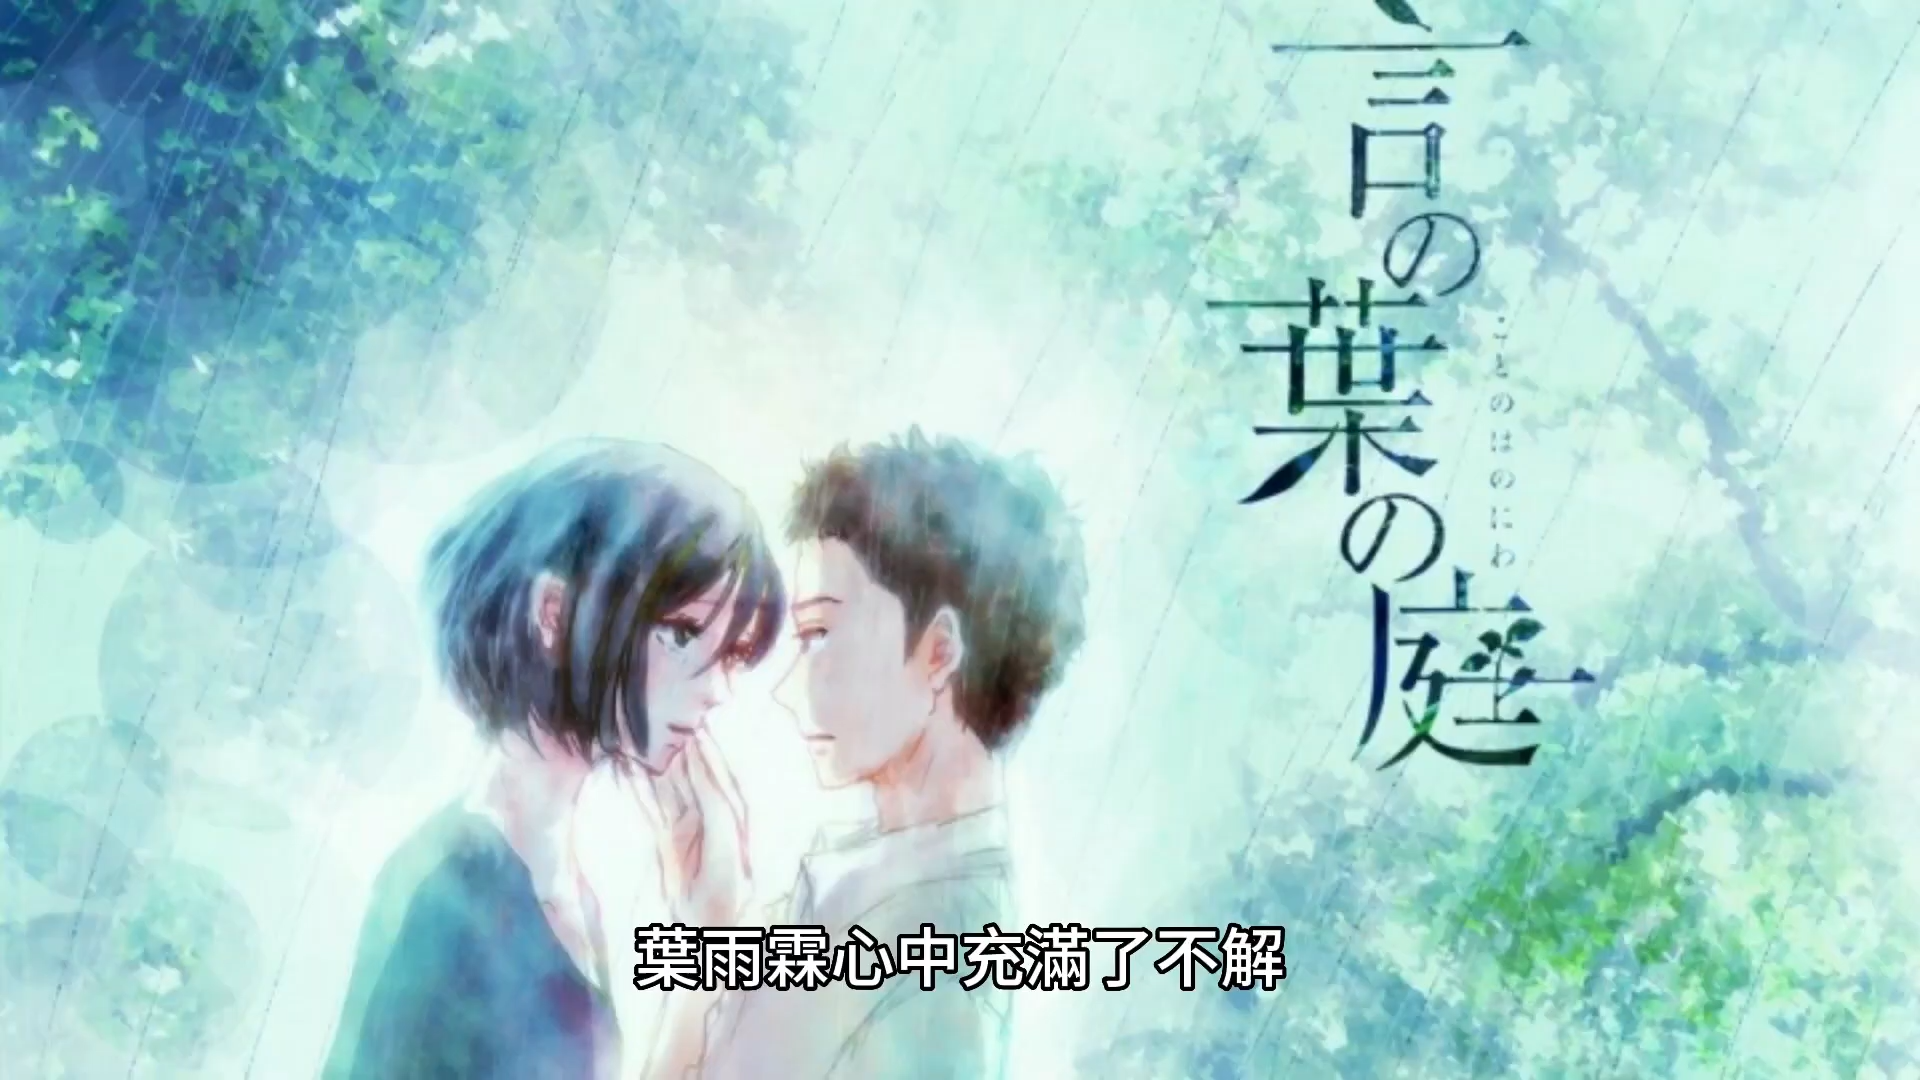 言の葉の庭
ことのはのにわ
葉雨霖心中充滿了不解